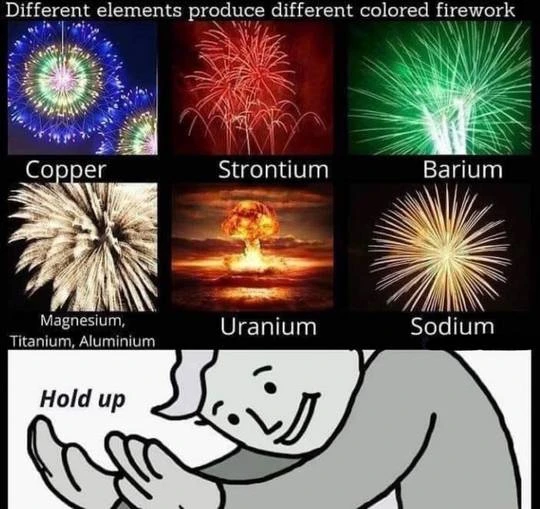 Different elements produce different colored firework
Copper
Strontium
Barium
Magnesium,
Titanium, Aluminium
Uranium
Sodium
Hold up